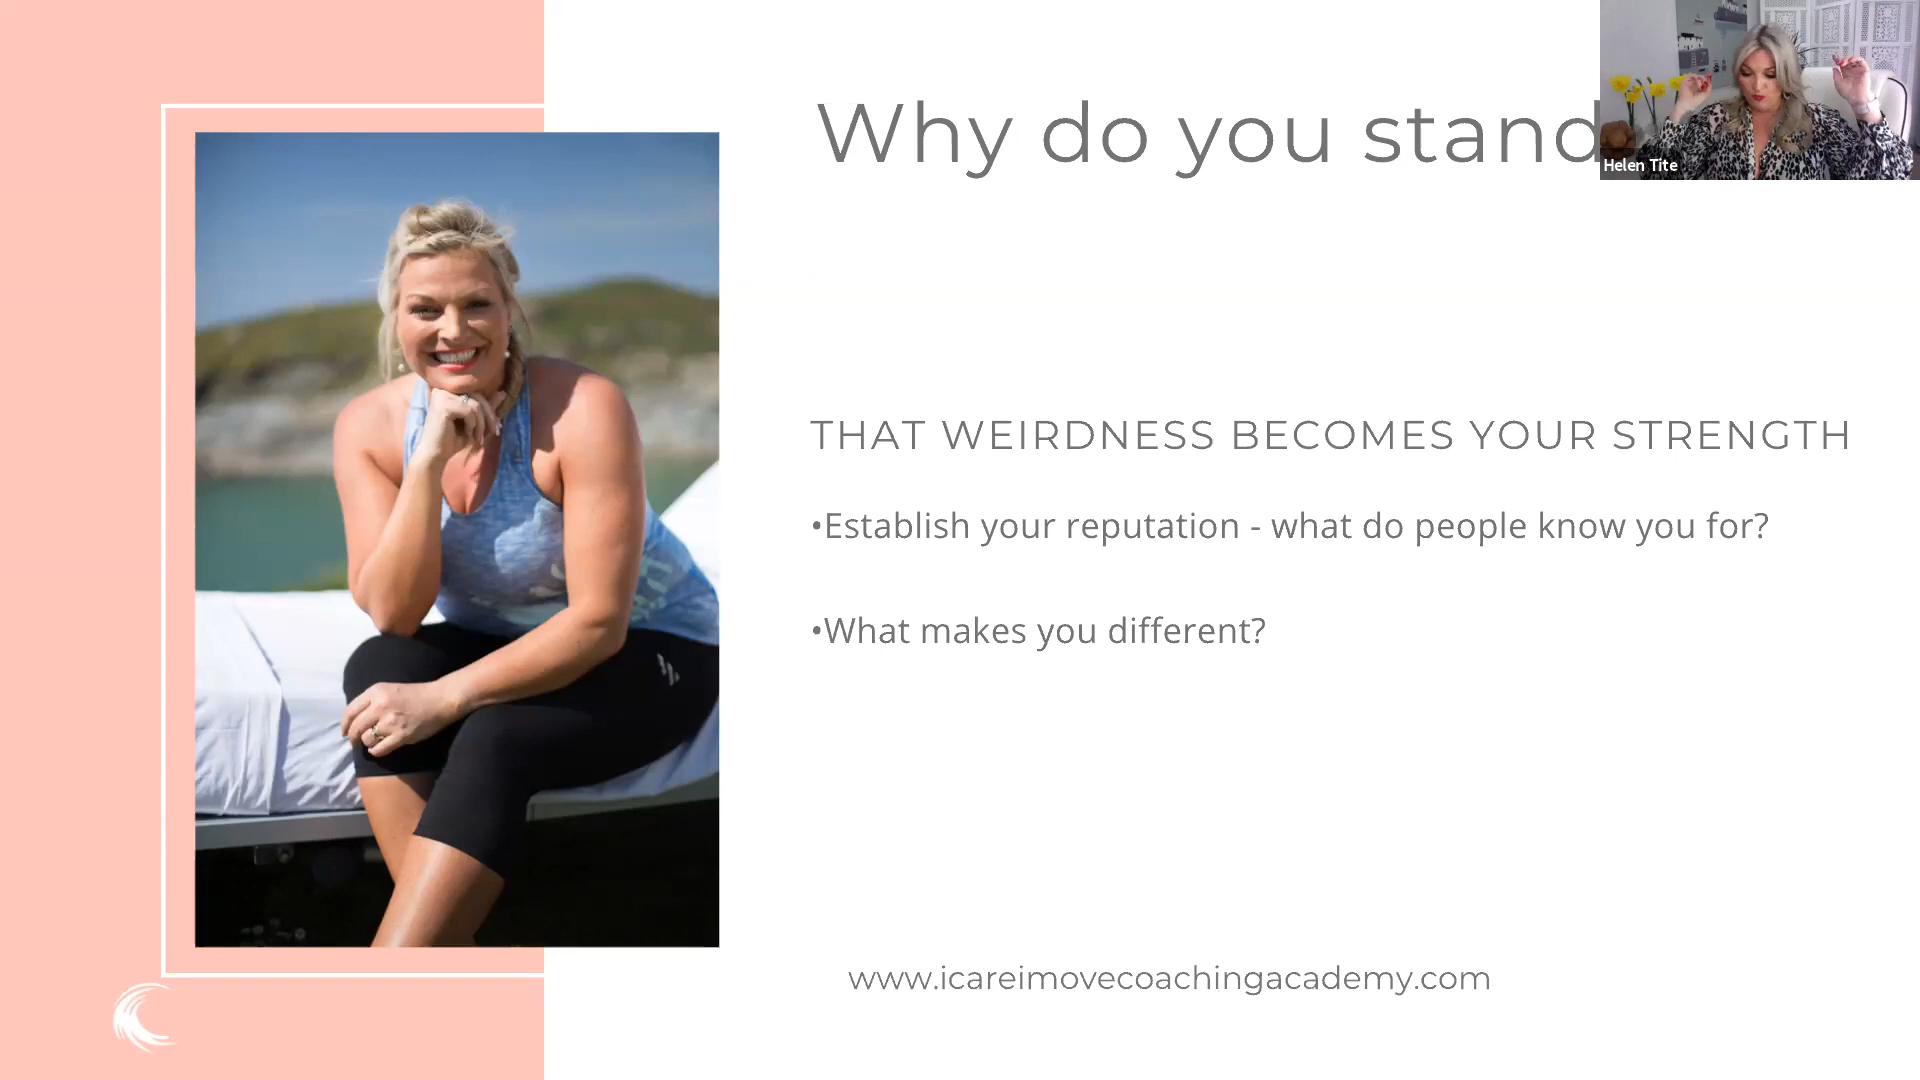 Why do you stand
Helen Tite
THAT WEIRDNESS BECOMES YOUR STRENGTH
•Establish your reputation - what do people know you for?
•What makes you different?
www.icareimovecoachingacademy.com